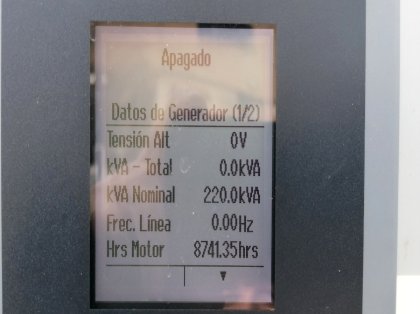 Apagado
Datos de Generador (1/2)
Tensión Alt 0V
kVA - Total 0.0kVA
kVA Nominal 220.0kVA
Frec. Línea 0.00Hz
Hrs Motor 8741.35hrs